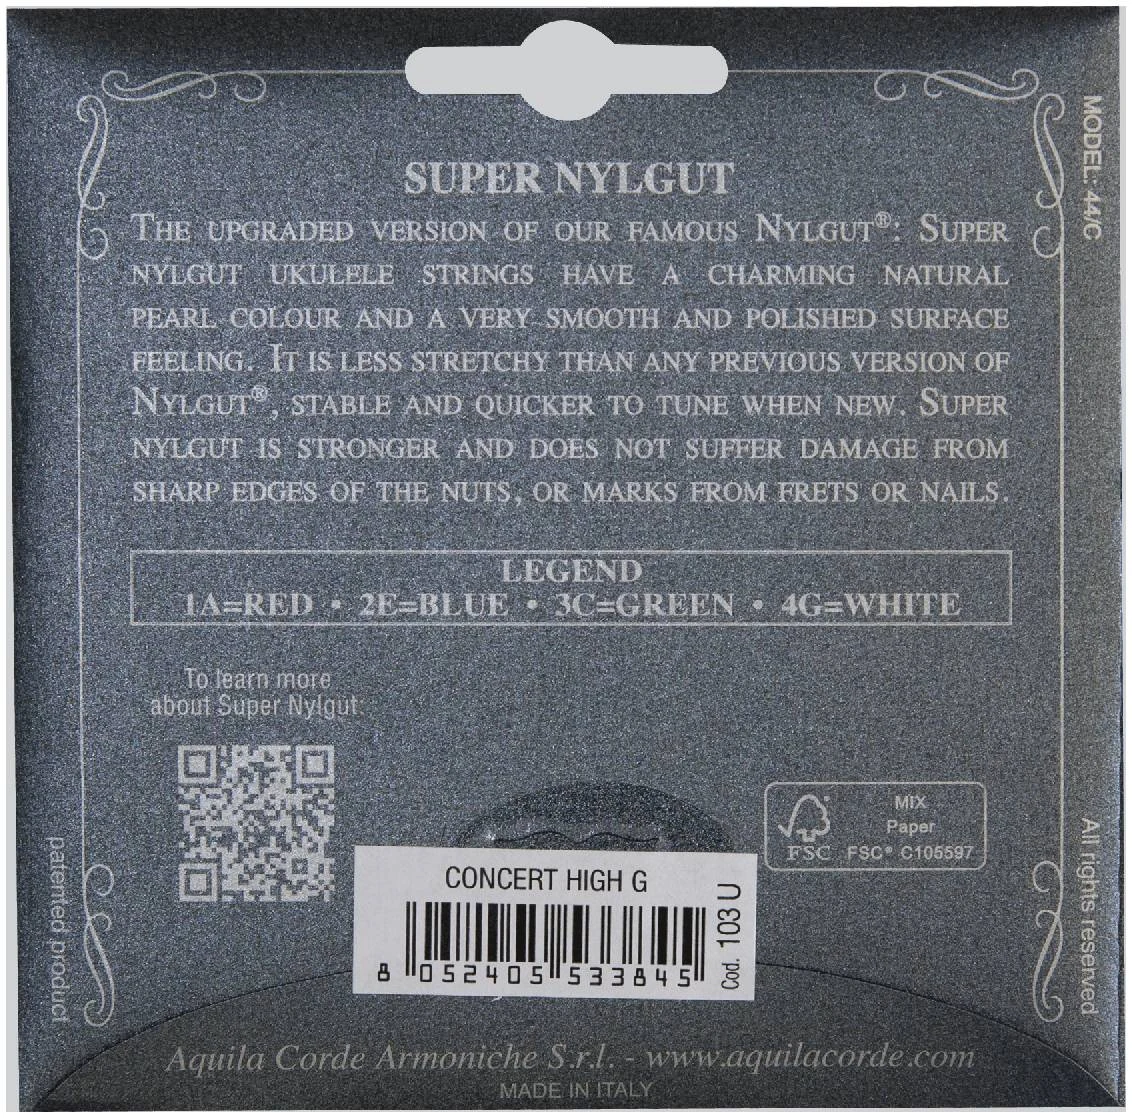 SUPER NYLGUT
THE UPGRADED VERSION OF OUR FAMOUS NYLGUT®: SUPER
NYLGUT UKULELE STRINGS HAVE A CHARMING NATURAL
PEARL COLOUR AND A VERY SMOOTH AND POLISHED SURFACE
FEELING. IT IS LESS STRETCHY THAN ANY PREVIOUS VERSION OF
NYLGUT®, STABLE AND QUICKER TO TUNE WHEN NEW. SUPER
NYLGUT IS STRONGER AND DOES NOT SUFFER DAMAGE FROM
SHARP EDGES OF THE NUTS, OR MARKS FROM FRETS OR NAILS.
LEGEND
1A=RED • 2E=BLUE • 3C=GREEN • 4G=WHITE
To learn more
about Super Nylgut:
MIX
Paper
FSC
FSC® C105597
CONCERT HIGH G
8 052405 533845
Cod. 103 U
Aquila Corde Armoniche S.r.l. - www.aquilacorde.com
MADE IN ITALY
patented product
MODEL: 44/C
All rights reserved